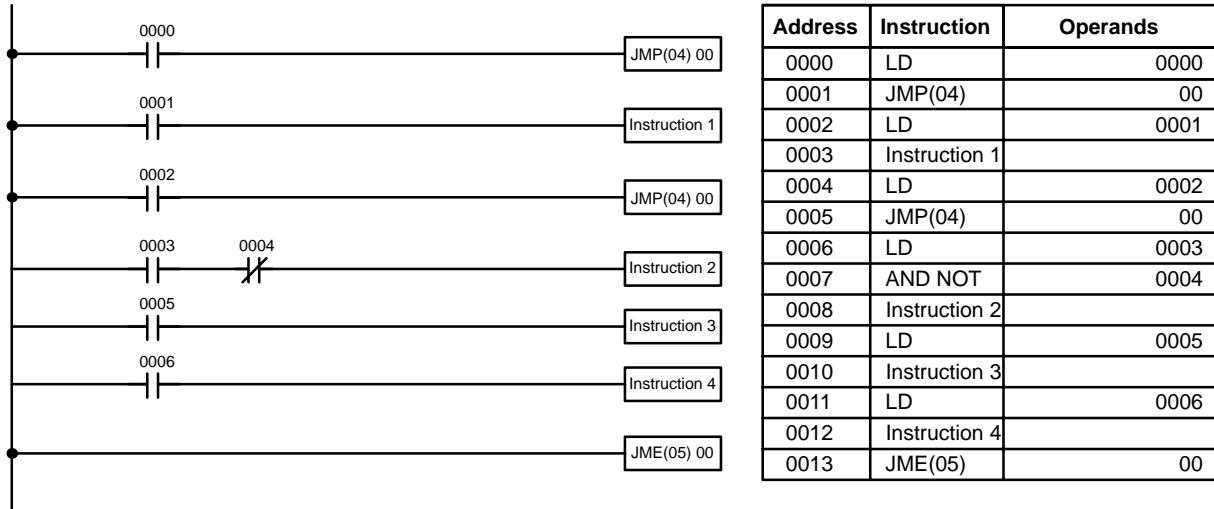 0000
JMP(04) 00
0001
Instruction 1
0002
JMP(04) 00
0003 0004
Instruction 2
0005
Instruction 3
0006
Instruction 4
JME(05) 00
Address Instruction Operands
0000 LD 0000
0001 JMP(04) 00
0002 LD 0001
0003 Instruction 1
0004 LD 0002
0005 JMP(04) 00
0006 LD 0003
0007 AND NOT 0004
0008 Instruction 2
0009 LD 0005
0010 Instruction 3
0011 LD 0006
0012 Instruction 4
0013 JME(05) 00